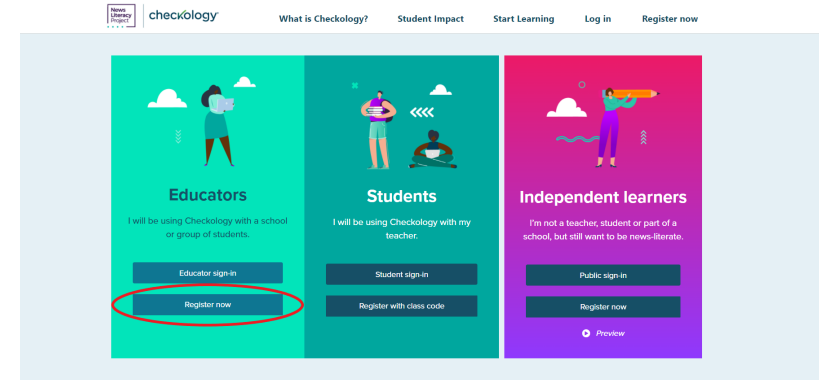 News
Literacy
Project
checkology
What is Checkology?
Student Impact
Start Learning
Log in
Register now
Educators
I will be using Checkology with a school
or group of students.
Educator sign-in
Register now
Students
I will be using Checkology with my
teacher.
Student sign-in
Register with class code
Independent learners
I'm not a teacher, student or part of a
school, but still want to be news-literate.
Public sign-in
Register now
Preview